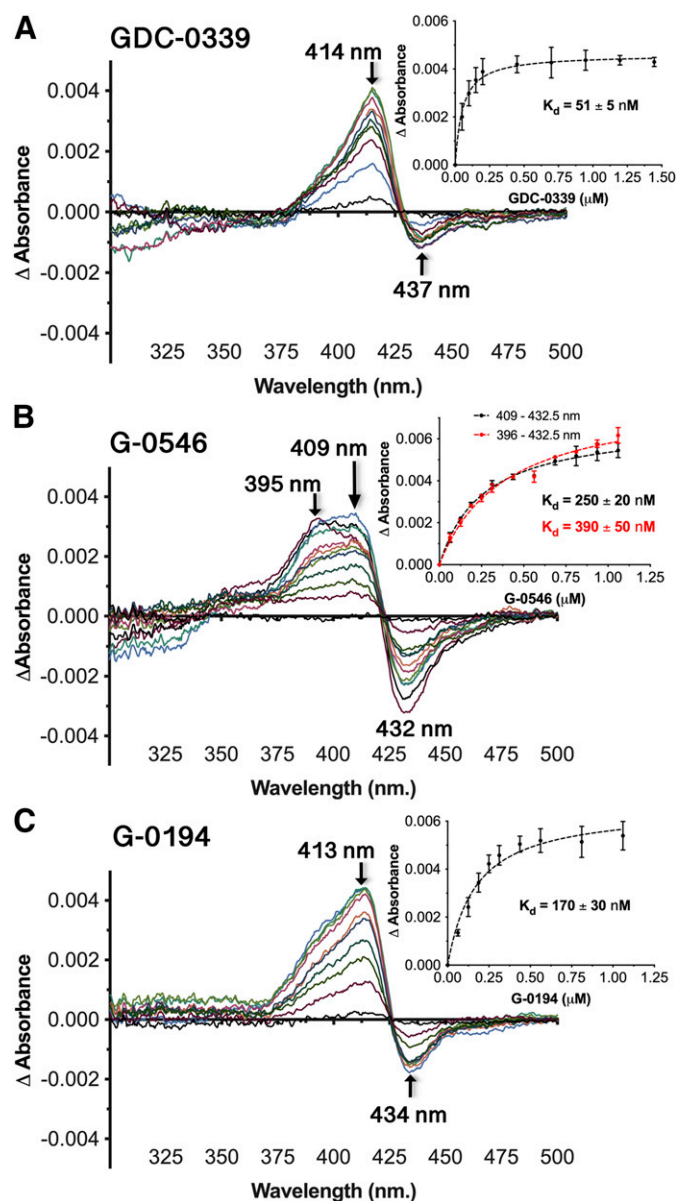 A
GDC-0339
414 nm
437 nm
Δ Absorbance
0.004
0.002
0.000
-0.002
-0.004
325 350 375 400 425 450 475 500
Wavelength (nm.)
Δ Absorbance
0.006
0.004
0.002
0.000
0.00 0.25 0.50 0.75 1.00 1.25 1.50
GDC-0339 (µM)
Kd = 51 ± 5 nM
B
G-0546
395 nm
409 nm
432 nm
ΔAbsorbance
0.004
0.002
0.000
-0.002
-0.004
325 350 375 400 425 450 475 500
Wavelength (nm.)
409 - 432.5 nm
396 - 432.5 nm
Δ Absorbance
0.006
0.004
0.002
0.000
0.00 0.25 0.50 0.75 1.00 1.25
G-0546 (µM)
Kd = 250 ± 20 nM
Kd = 390 ± 50 nM
C
G-0194
413 nm
434 nm
Δ Absorbance
0.004
0.002
0.000
-0.002
-0.004
325 350 375 400 425 450 475 500
Wavelength (nm.)
Δ Absorbance
0.006
0.004
0.002
0.000
0.00 0.25 0.50 0.75 1.00 1.25
G-0194 (µM)
Kd = 170 ± 30 nM